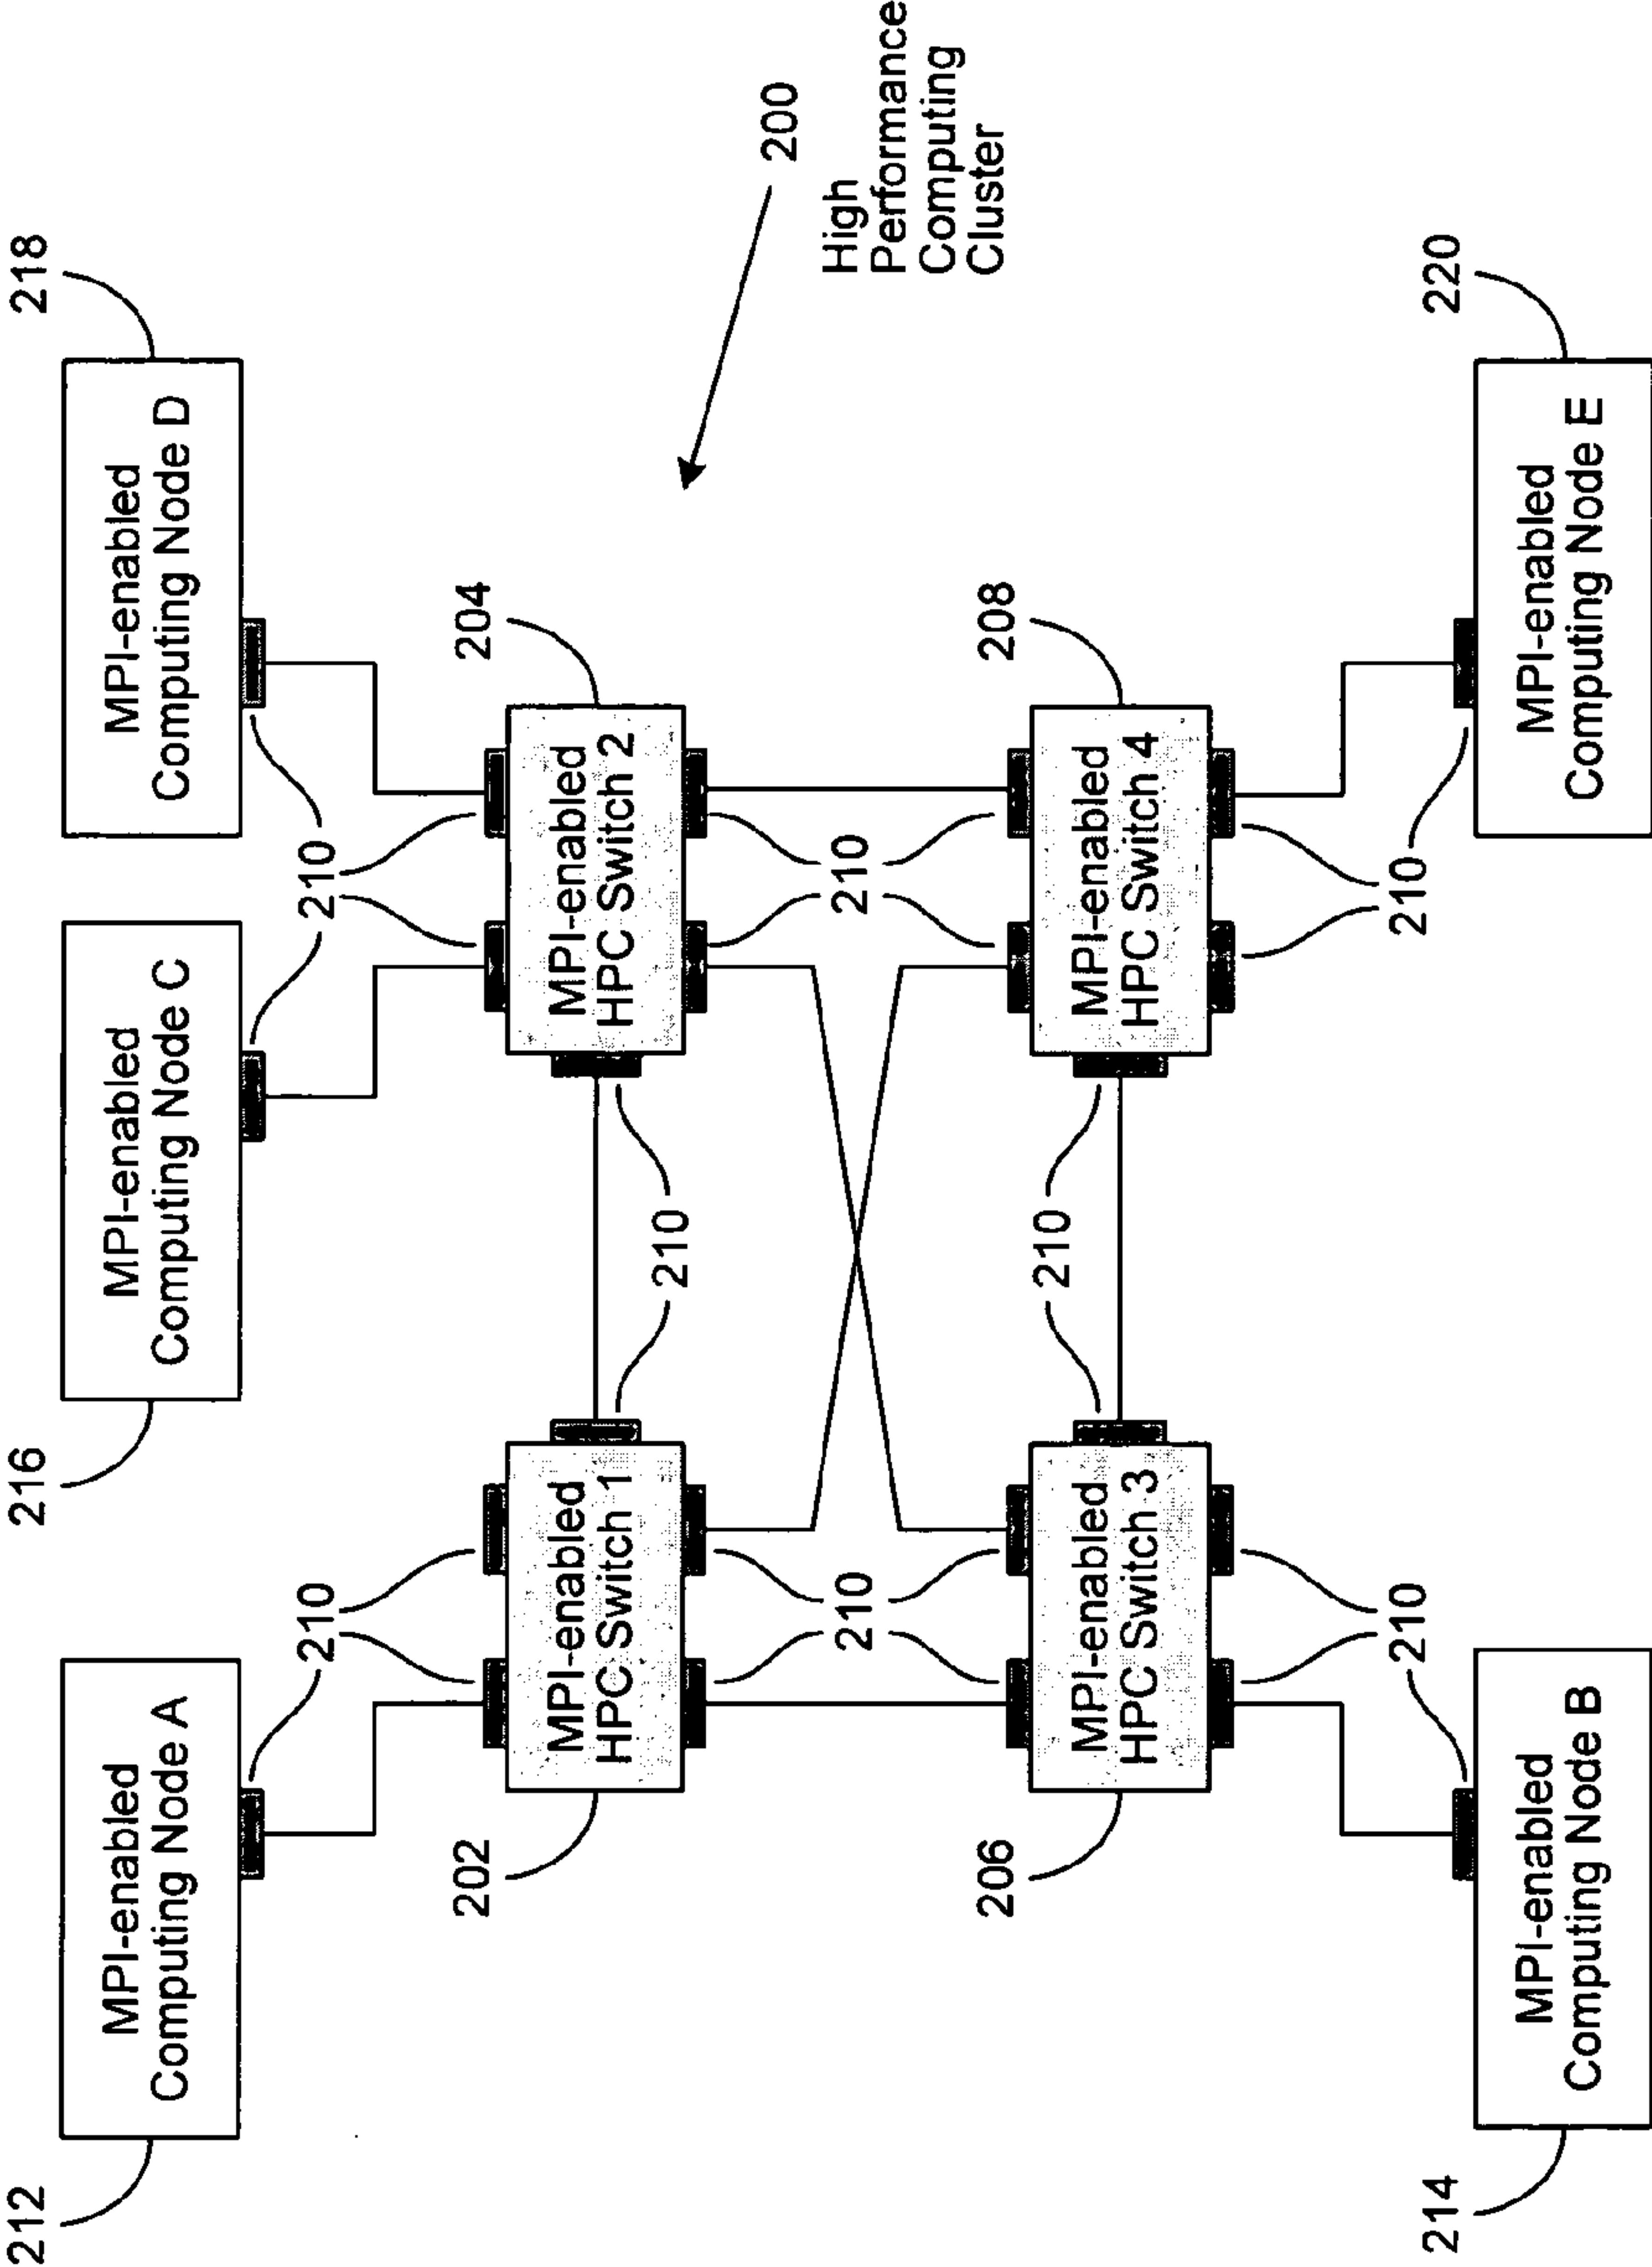 212
216
218
MPI-enabled
Computing Node A
MPI-enabled
Computing Node C
MPI-enabled
Computing Node D
210
210
202
204
MPI-enabled
HPC Switch 1
MPI-enabled
HPC Switch 2
210
200
High
Performance
Computing
Cluster
210
210
206
208
210
MPI-enabled
HPC Switch 3
MPI-enabled
HPC Switch 4
210
210
214
220
MPI-enabled
Computing Node B
MPI-enabled
Computing Node E